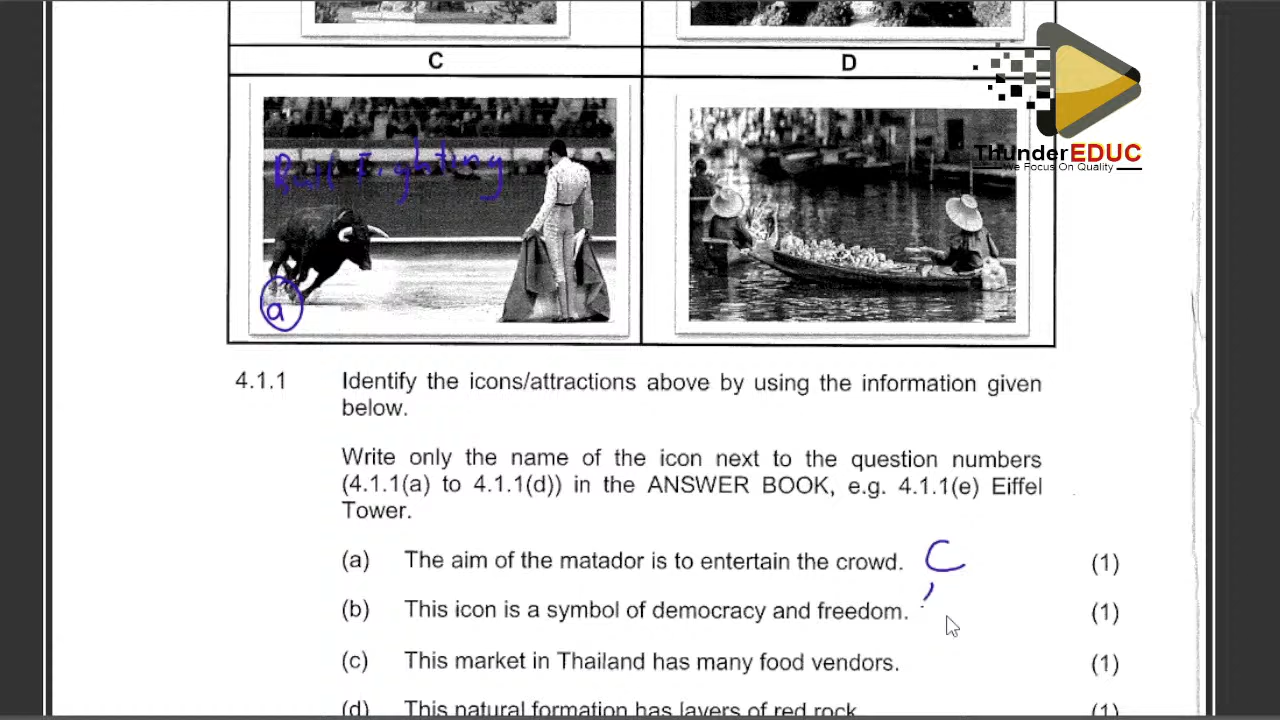 C
D
ThunderEDUC
We Focus On Quality
Bull Fighting
a
4.1.1 Identify the icons/attractions above by using the information given
below.
Write only the name of the icon next to the question numbers
(4.1.1(a) to 4.1.1(d)) in the ANSWER BOOK, e.g. 4.1.1(e) Eiffel
Tower.
(a) The aim of the matador is to entertain the crowd. C (1)
(b) This icon is a symbol of democracy and freedom. (1)
(c) This market in Thailand has many food vendors. (1)
(d) This natural formation has layers of red rock (1)